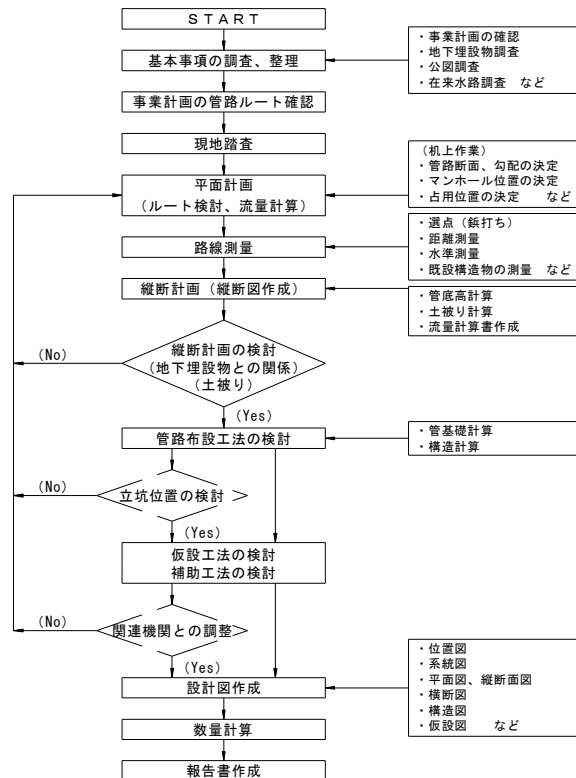 START
基本事項の調査、整理
・事業計画の確認
・地下埋設物調査
・公図調査
・在来水路調査 など
事業計画の管路ルート確認
現地踏査
平面計画
(ルート検討、流量計算)
(机上作業)
・管路断面、勾配の決定
・マンホール位置の決定
・占用位置の決定 など
路線測量
・選点(鋲打ち)
・距離測量
・水準測量
・既設構造物の測量 など
縦断計画(縦断図作成)
・管底高計算
・土被り計算
・流量計算書作成
縦断計画の検討
(地下埋設物との関係)
(土被り)
(No)
(Yes)
管路布設工法の検討
・管基礎計算
・構造計算
立坑位置の検討
(No)
(Yes)
仮設工法の検討
補助工法の検討
関連機関との調整
(No)
(Yes)
設計図作成
・位置図
・系統図
・平面図、縦断面図
・横断図
・構造図
・仮設図 など
数量計算
報告書作成